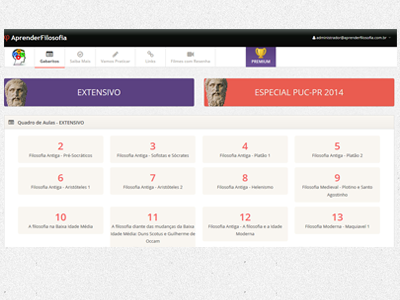 AprenderFilosofia
administrador@aprenderfilosofia.com.br
Gabaritos
Saiba Mais
Vamos Praticar
Links
Filmes com Resenha
PREMIUM
EXTENSIVO
ESPECIAL PUC-PR 2014
Quadro de Aulas - EXTENSIVO
2
Filosofia Antiga - Pré-Socráticos
3
Filosofia Antiga - Sofistas e Sócrates
4
Filosofia Antiga - Platão 1
5
Filosofia Antiga - Platão 2
6
Filosofia Antiga - Aristóteles 1
7
Filosofia Antiga - Aristóteles 2
8
Filosofia Antiga - Helenismo
9
Filosofia Medieval - Plotino e Santo
Agostinho
10
A filosofia na Baixa Idade Média
11
A filosofia diante das mudanças da Baixa
Idade Média: Duns Scotus e Guilherme de
Occam
12
Filosofia Antiga - A filosofia e a Idade
Moderna
13
Filosofia Moderna - Maquiavel 1